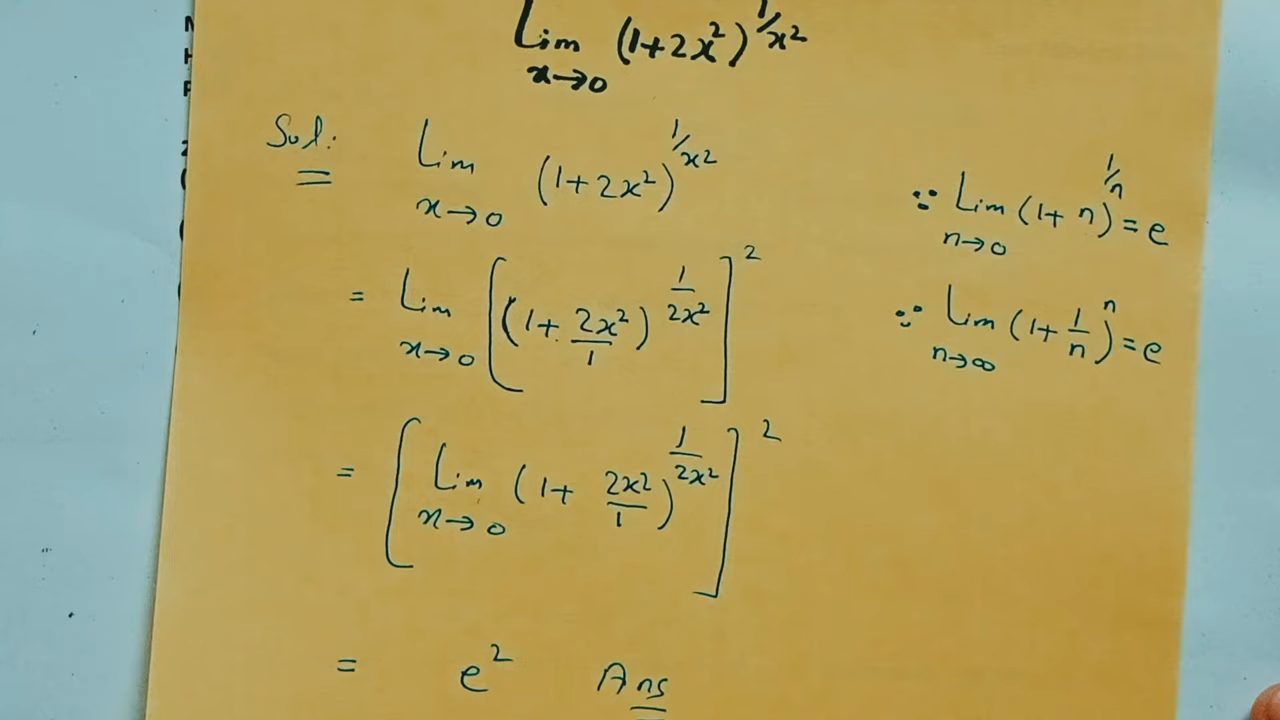 Lim (1+2x²)^1/x²
x→0
Sol: Lim (1+2x²)^1/x²
x→0
= Lim [(1+ 2x²/1)^1/2x²]²
x→0
= [Lim (1+ 2x²/1)^1/2x²]²
x→0
= e² Ans
∵ Lim (1+ n)^1/n = e
n→0
∵ Lim (1+ 1/n)^n = e
n→∞